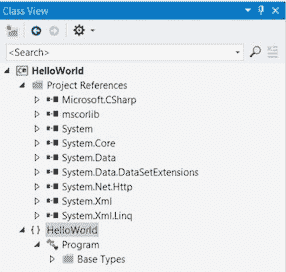 Class View
<Search>
HelloWorld
Project References
Microsoft.CSharp
mscorlib
System
System.Core
System.Data
System.Data.DataSetExtensions
System.Net.Http
System.Xml
System.Xml.Linq
{ } HelloWorld
Program
Base Types